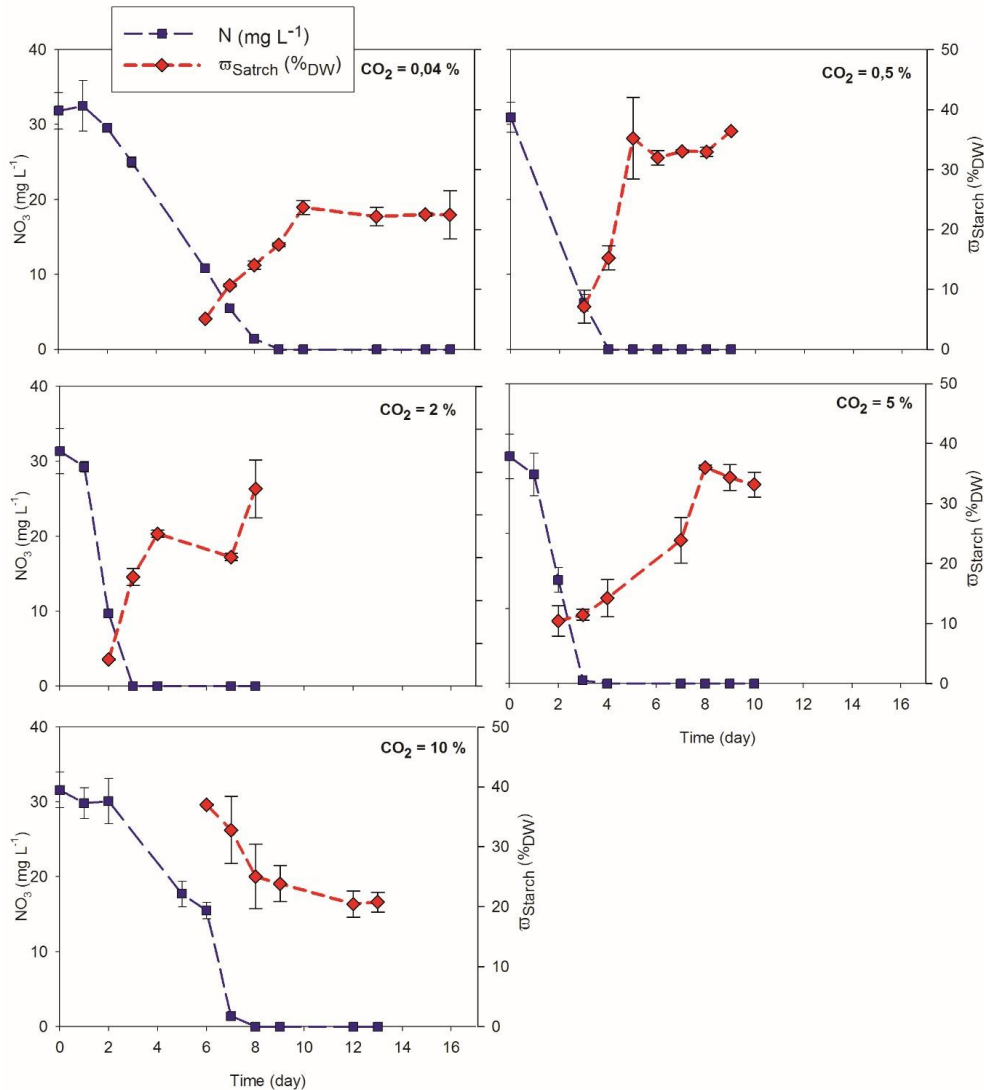 N (mg L⁻¹)
ϖSatrch (%DW)
40
30
20
10
0
NO₃ (mg L⁻¹)
CO₂ = 0,04 %
CO₂ = 0,5 %
50
40
30
20
10
0
ϖStarch (%DW)
40
30
20
10
0
NO₃ (mg L⁻¹)
CO₂ = 2 %
CO₂ = 5 %
50
40
30
20
10
0
ϖStarch (%DW)
0 2 4 6 8 10 12 14 16
Time (day)
40
30
20
10
0
NO₃ (mg L⁻¹)
CO₂ = 10 %
50
40
30
20
10
0
ϖStarch (%DW)
0 2 4 6 8 10 12 14 16
Time (day)